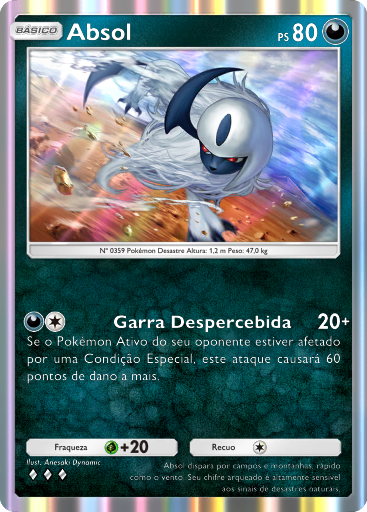 BÁSICO Absol PS 80
Nº 0359 Pokémon Desastre Altura: 1,2 m Peso: 47,0 kg
Garra Despercebida 20+
Se o Pokémon Ativo do seu oponente estiver afetado
por uma Condição Especial, este ataque causará 60
pontos de dano a mais.
Fraqueza +20 Recuo
Ilust. Anesaki Dynamic
Absol dispara por campos e montanhas, rápido
como o vento. Seu chifre arqueado é altamente sensível
aos sinais de desastres naturais.